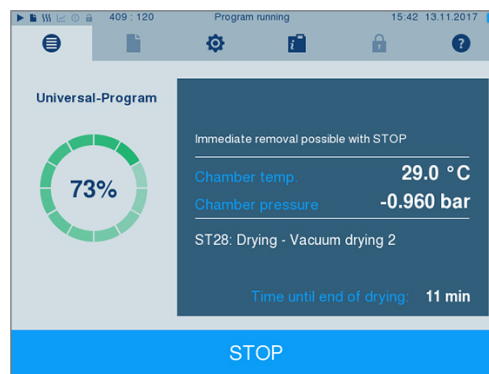 409 : 120 Program running 15:42 13.11.2017
Universal-Program
73%
Immediate removal possible with STOP
Chamber temp. 29.0 °C
Chamber pressure -0.960 bar
ST28: Drying - Vacuum drying 2
Time until end of drying: 11 min
STOP